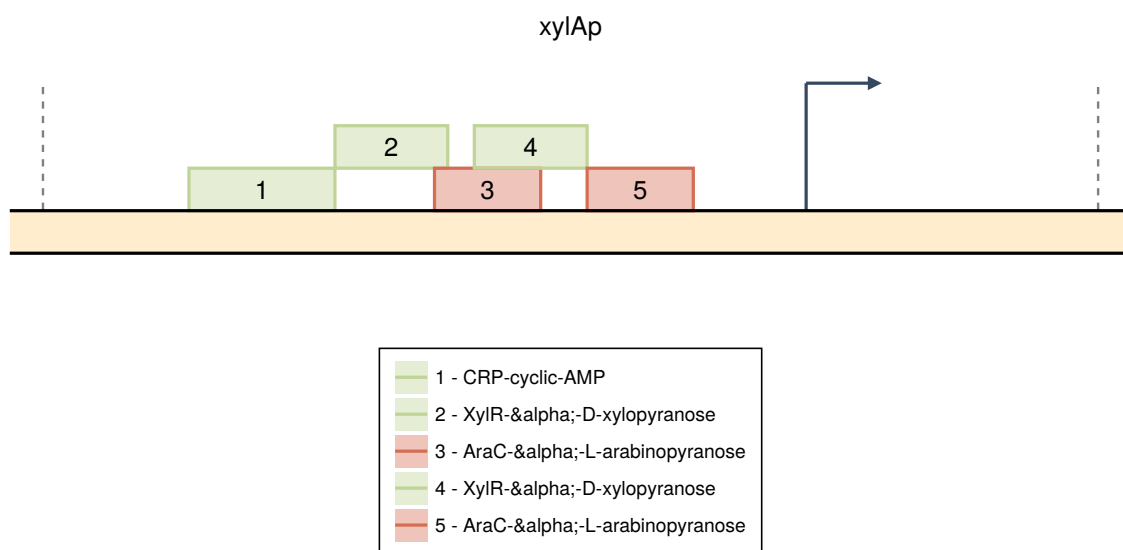 xylAp
2
4
1
3
5
1 - CRP-cyclic-AMP
2 - XylR-&alpha;-D-xylopyranose
3 - AraC-&alpha;-L-arabinopyranose
4 - XylR-&alpha;-D-xylopyranose
5 - AraC-&alpha;-L-arabinopyranose